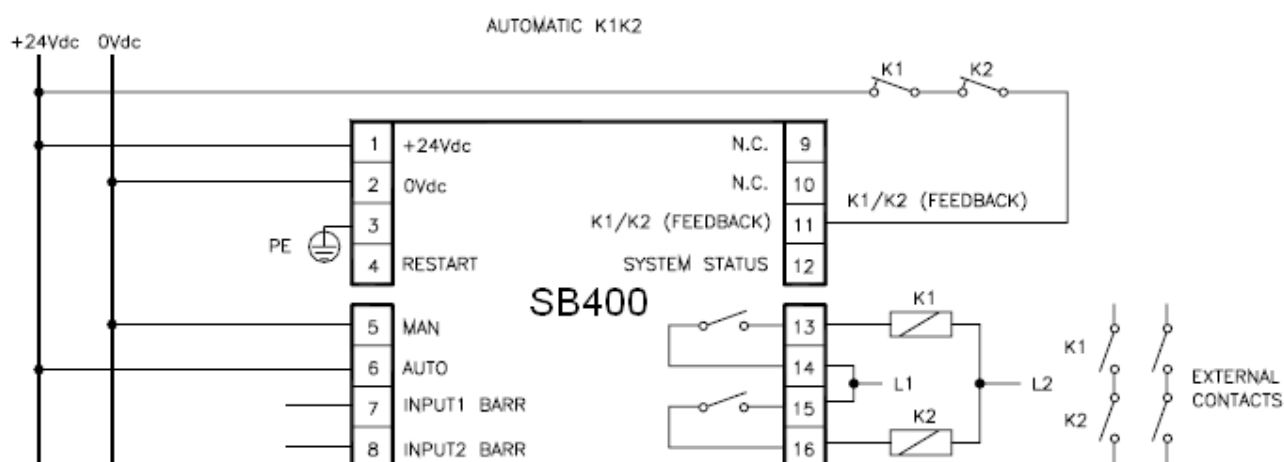 AUTOMATIC K1K2
+24Vdc 0Vdc
K1 K2
1 +24Vdc N.C. 9
2 0Vdc N.C. 10
K1/K2 (FEEDBACK)
3 K1/K2 (FEEDBACK) 11
PE
4 RESTART SYSTEM STATUS 12
SB400
K1
5 MAN 13
K1
6 AUTO 14
L1 L2
EXTERNAL
CONTACTS
7 INPUT1 BARR 15
K2 K2
8 INPUT2 BARR 16